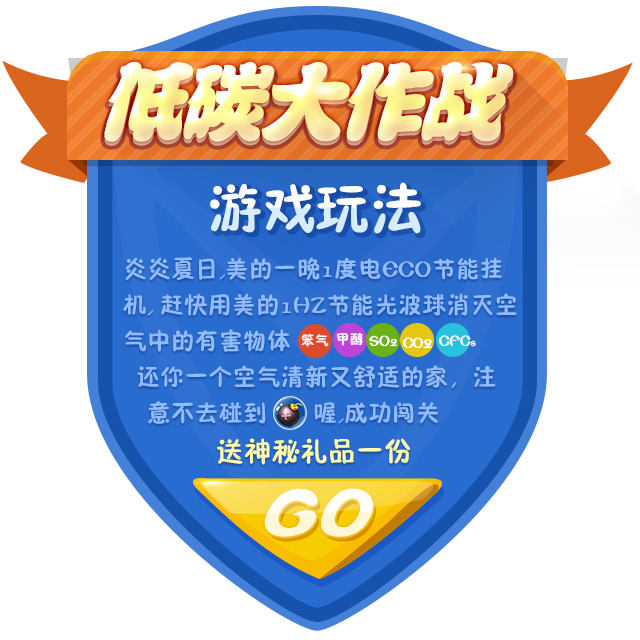 低碳大作战
游戏玩法
炎炎夏日,美的一晚1度电ECO节能挂
机, 赶快用美的1HZ节能光波球消灭空
气中的有害物体 笨气 甲醇 SO2 CO2 CFCs
还你一个空气清新又舒适的家，注
意不去碰到 喔,成功闯关
送神秘礼品一份
GO